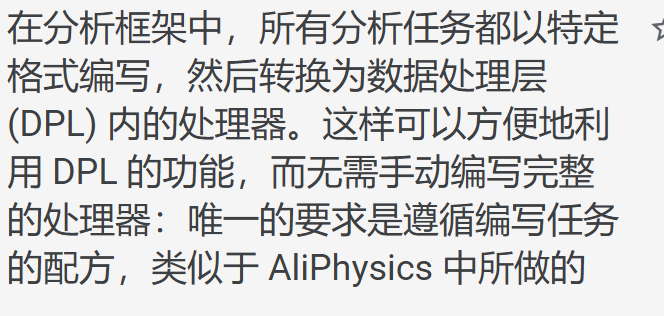 在分析框架中，所有分析任务都以特定
格式编写，然后转换为数据处理层
(DPL) 内的处理器。这样可以方便地利
用 DPL 的功能，而无需手动编写完整
的处理器：唯一的要求是遵循编写任务
的配方，类似于 AliPhysics 中所做的